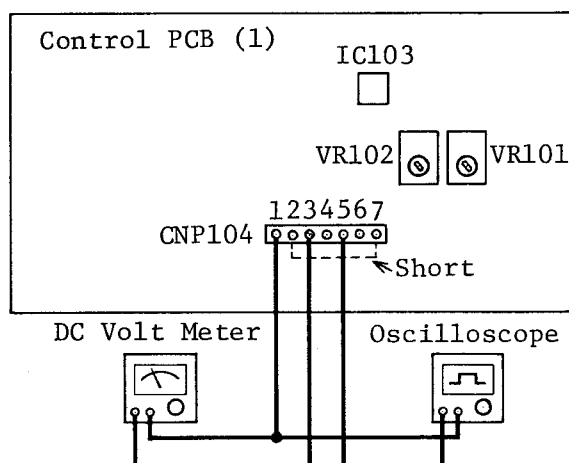 Control PCB (1)
IC103
VR102 VR101
1234567
CNP104
Short
DC Volt Meter Oscilloscope